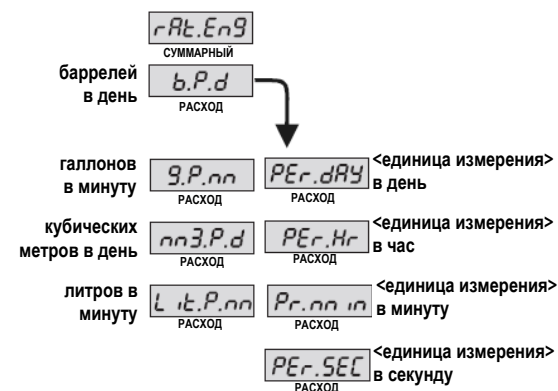 rAt.Eng
СУММАРНЫЙ
баррелей
в день
b.P.d
РАСХОД
галлонов
в минуту
g.P.nn
РАСХОД
PEr.dAY
РАСХОД
<единица измерения>
в день
кубических
метров в день
nn3.P.d
РАСХОД
PEr.Hr
РАСХОД
<единица измерения>
в час
литров в
минуту
Lit.P.nn
РАСХОД
Pr.nn in
РАСХОД
<единица измерения>
в минуту
PEr.SEC
РАСХОД
<единица измерения>
в секунду